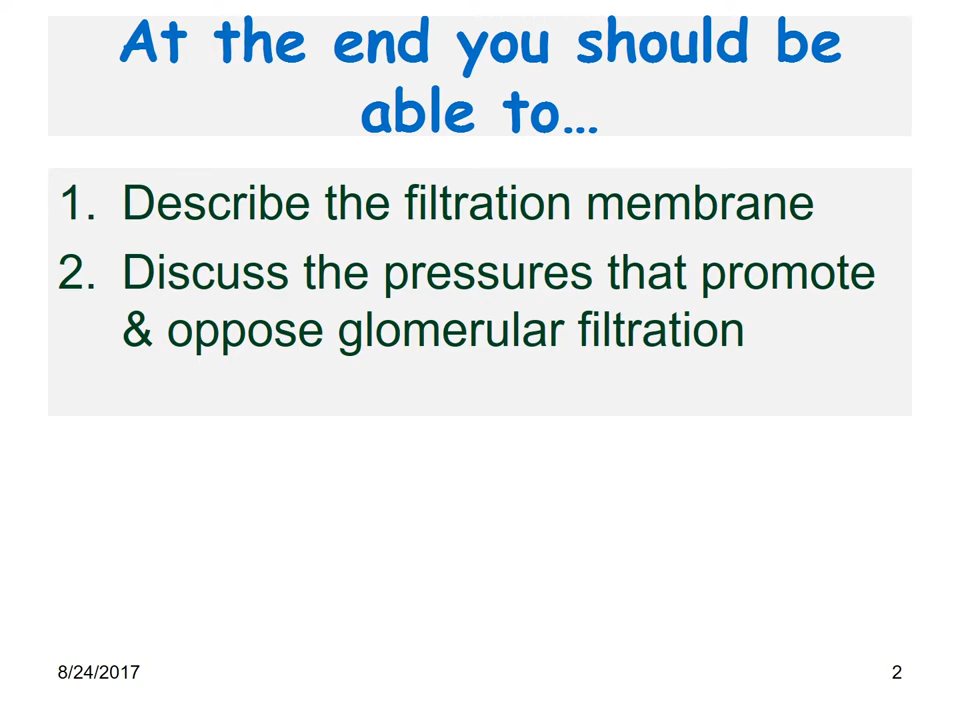 At the end you should be
able to…
1. Describe the filtration membrane
2. Discuss the pressures that promote
& oppose glomerular filtration
8/24/2017
2